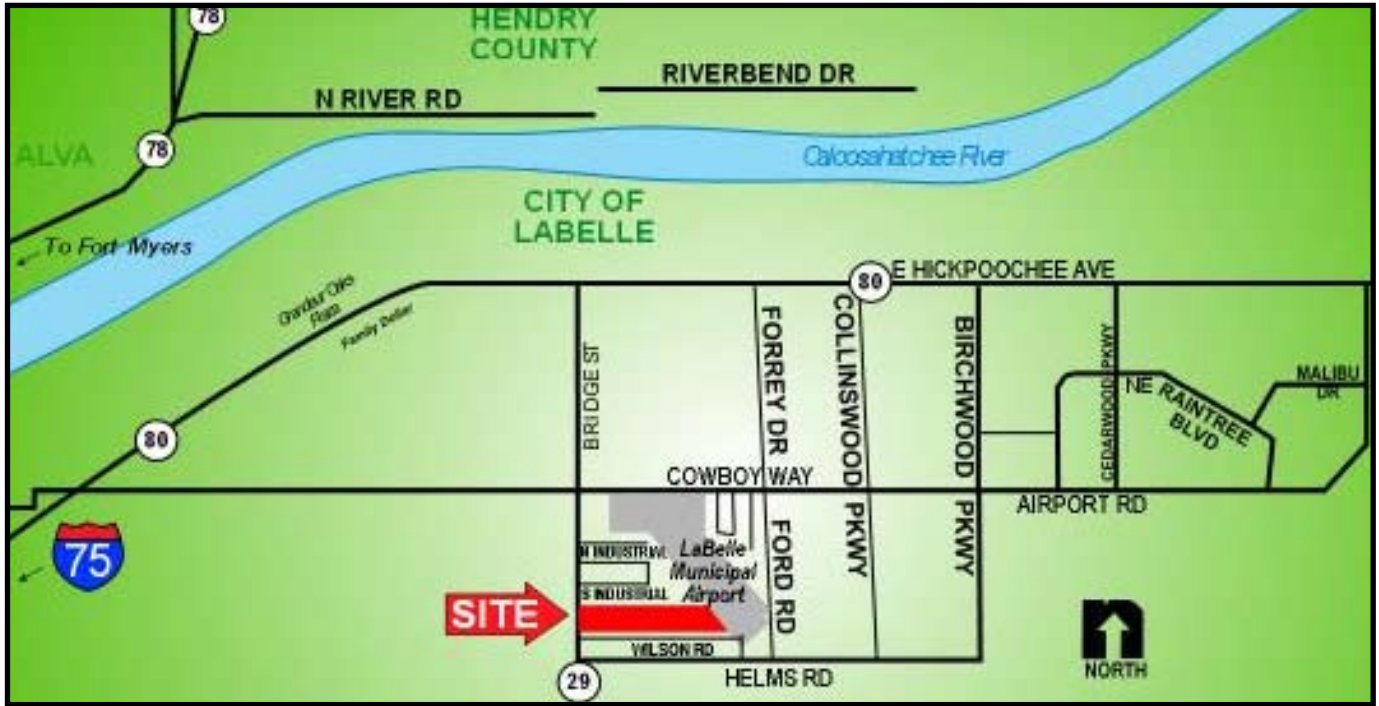 78
HENDRY
COUNTY
RIVERBEND DR
N RIVER RD
ALVA
78
Caloosahatchee River
CITY OF
LABELLE
To Fort Myers
80
E HICKPOOCHEE AVE
Grandeur Oaks
Plaza
Family Dollar
BRIDGE ST
FORREY DR
COLLINSWOOD PKWY
BIRCHWOOD PKWY
CEDARWOOD PKWY
NE RAINTREE
BLVD
MALIBU
DR
80
COWBOY WAY
AIRPORT RD
75
N INDUSTRIAL
LaBelle
Municipal
Airport
FORD RD
S INDUSTRIAL
SITE
WILSON RD
29
HELMS RD
n
NORTH